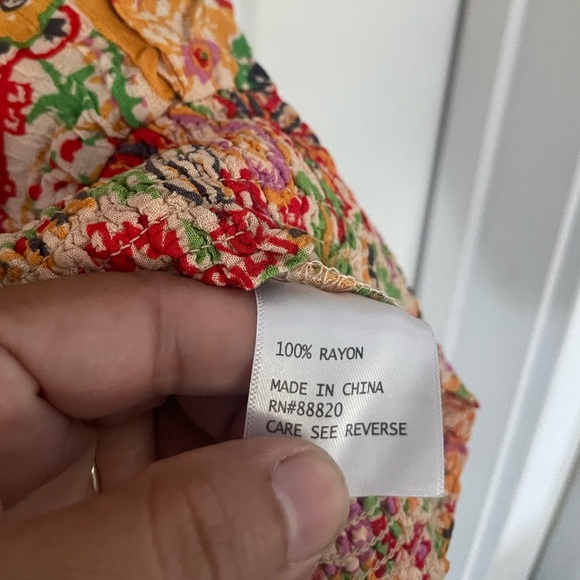 100% RAYON
MADE IN CHINA
RN#88820
CARE SEE REVERSE